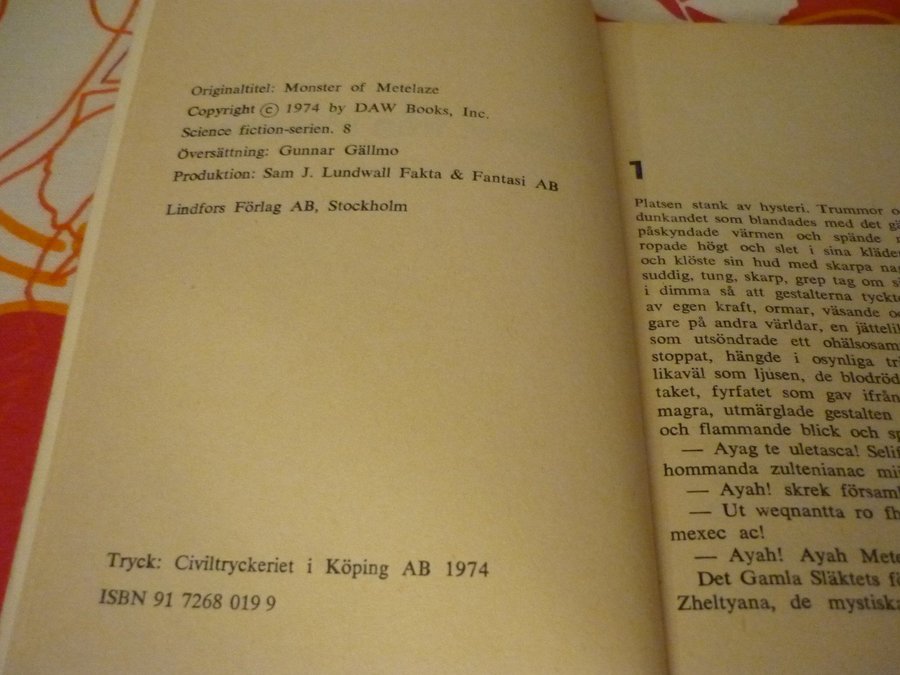 Originaltitel: Monster of Metelaze
Copyright © 1974 by DAW Books, Inc.
Science fiction-serien. 8
Översättning: Gunnar Gällmo
Produktion: Sam J. Lundwall Fakta & Fantasi AB
Lindfors Förlag AB, Stockholm
Tryck: Civiltryckeriet i Köping AB 1974
ISBN 91 7268 019 9
1
Platsen stank av hysteri. Trummor
dunkandet som blandades med det
påskyndade värmen och spände
ropade högt och slet i sina kläder
och klöste sin hud med skarpa
suddig, tung, skarp, grep tag om
i dimma så att gestalterna
av egen kraft, ormar, väsande
gare på andra världar, en
som utsöndrade ett
stoppat, hängde i osynliga
likaväl som ljusen, de
taket, fyrfatet som gav
magra, utmärglade gestalten
och flammande blick och
— Ayag te uletasca!
hommanda zultenianac
— Ayah! skrek
— Ut weqnantta ro
mexec ac!
— Ayah! Ayah
Det Gamla Släktets
Zheltyana, de